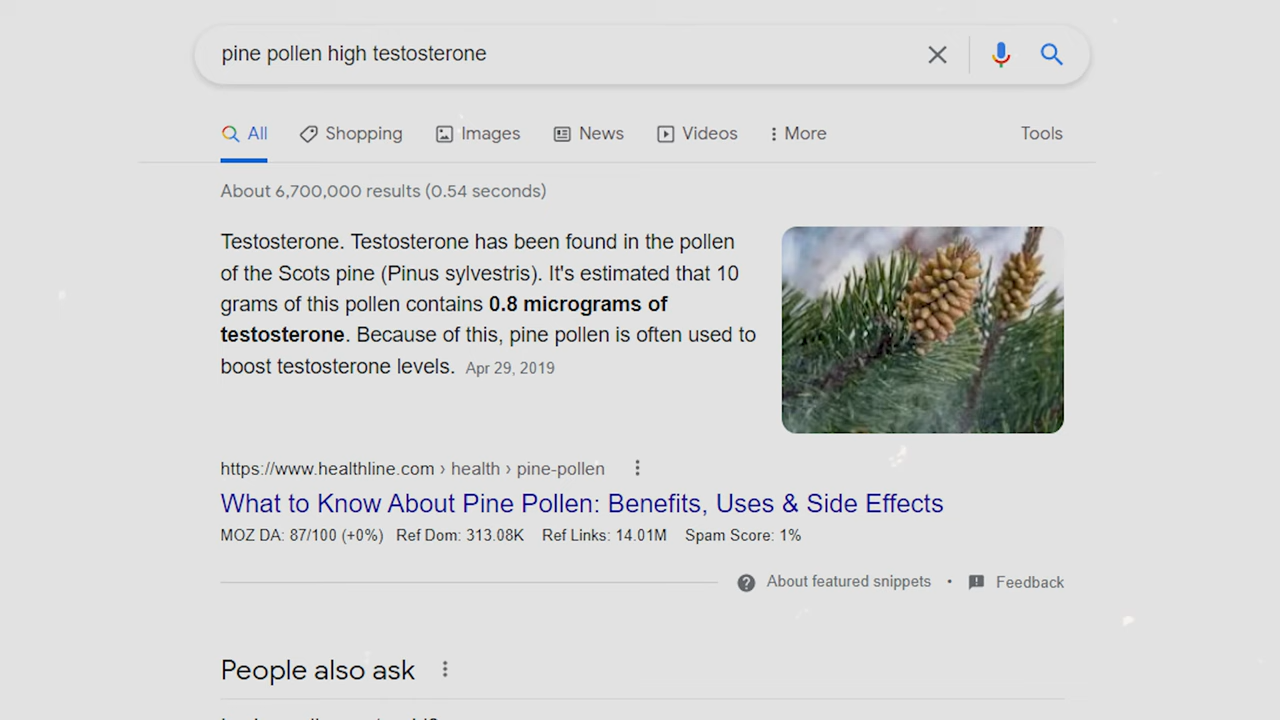 pine pollen high testosterone
All Shopping Images News Videos More Tools
About 6,700,000 results (0.54 seconds)
Testosterone. Testosterone has been found in the pollen
of the Scots pine (Pinus sylvestris). It's estimated that 10
grams of this pollen contains 0.8 micrograms of
testosterone. Because of this, pine pollen is often used to
boost testosterone levels. Apr 29, 2019
https://www.healthline.com › health › pine-pollen
What to Know About Pine Pollen: Benefits, Uses & Side Effects
MOZ DA: 87/100 (+0%) Ref Dom: 313.08K Ref Links: 14.01M Spam Score: 1%
About featured snippets • Feedback
People also ask